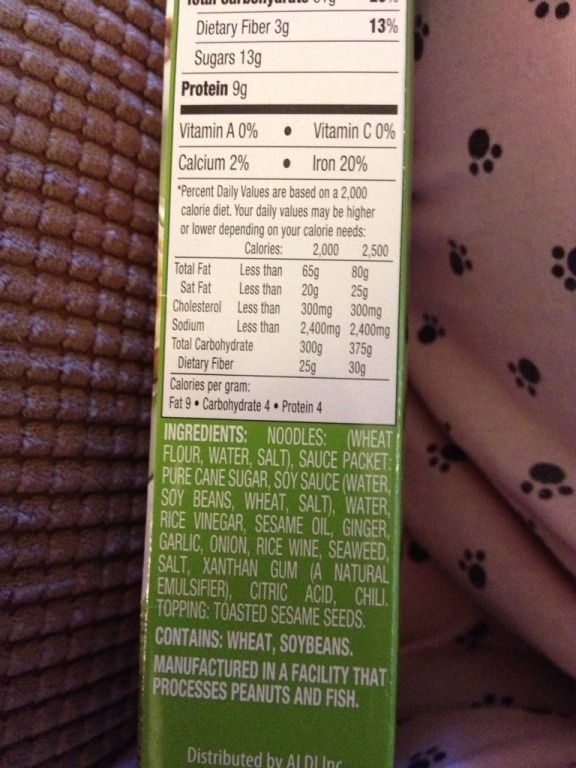 Total Carbohydrate
Dietary Fiber 3g 13%
Sugars 13g
Protein 9g
Vitamin A 0% • Vitamin C 0%
Calcium 2% • Iron 20%
*Percent Daily Values are based on a 2,000
calorie diet. Your daily values may be higher
or lower depending on your calorie needs:
Calories: 2,000 2,500
Total Fat Less than 65g 80g
Sat Fat Less than 20g 25g
Cholesterol Less than 300mg 300mg
Sodium Less than 2,400mg 2,400mg
Total Carbohydrate 300g 375g
Dietary Fiber 25g 30g
Calories per gram:
Fat 9 • Carbohydrate 4 • Protein 4
INGREDIENTS: NOODLES: (WHEAT
FLOUR, WATER, SALT), SAUCE PACKET:
PURE CANE SUGAR, SOY SAUCE (WATER,
SOY BEANS, WHEAT, SALT), WATER,
RICE VINEGAR, SESAME OIL, GINGER,
GARLIC, ONION, RICE WINE, SEAWEED,
SALT, XANTHAN GUM (A NATURAL
EMULSIFIER), CITRIC ACID, CHILI.
TOPPING: TOASTED SESAME SEEDS.
CONTAINS: WHEAT, SOYBEANS.
MANUFACTURED IN A FACILITY THAT
PROCESSES PEANUTS AND FISH.
Distributed by ALDI Inc.